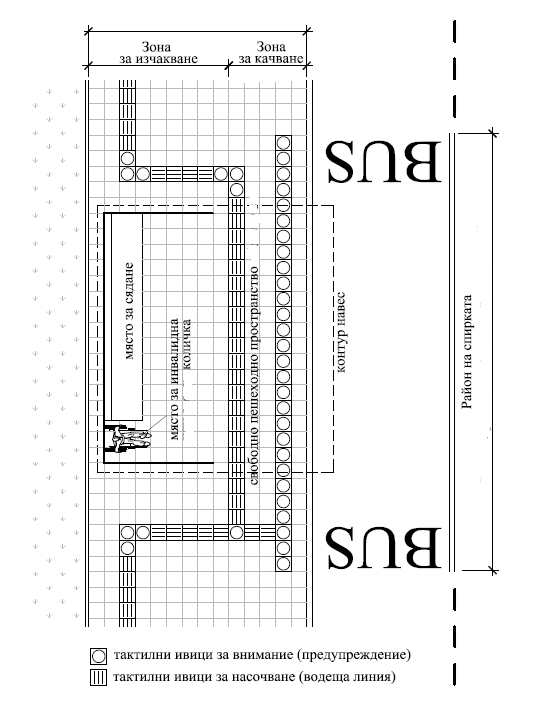 Зона
за изчакване
Зона
за качване
BUS
място за сядане
място за инвалидна
количка
свободно пешеходно пространство
контур навес
Район на спирката
BUS
тактилни ивици за внимание (предупреждение)
тактилни ивици за насочване (водеща линия)